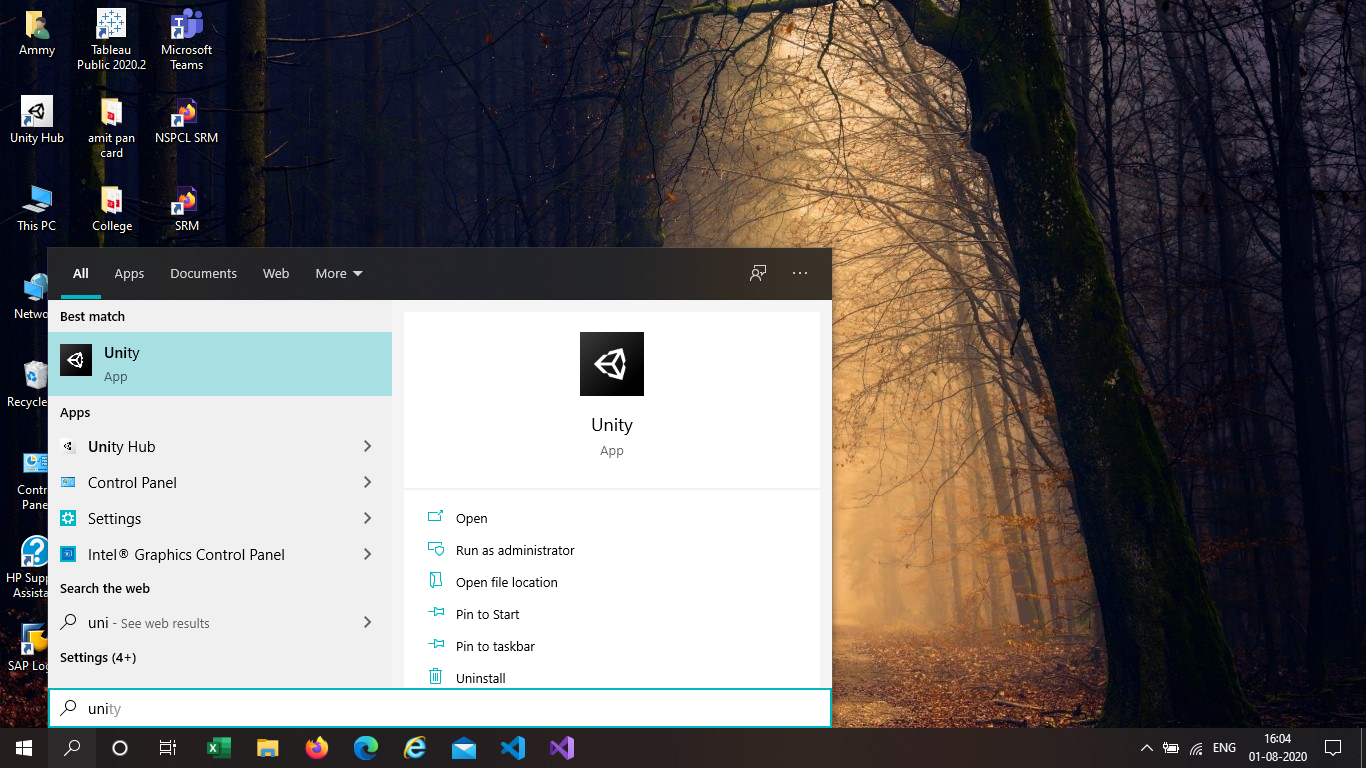 Ammy
Tableau
Public 2020.2
Microsoft
Teams
Unity Hub
amit pan
card
NSPCL SRM
This PC
College
SRM
Netwo
Recycle
Contr
Pane
HP Supp
Assista
SAP Log
All
Apps
Documents
Web
More
Best match
Unity
App
Apps
Unity Hub
Control Panel
Settings
Intel® Graphics Control Panel
Search the web
uni - See web results
Settings (4+)
Unity
App
Open
Run as administrator
Open file location
Pin to Start
Pin to taskbar
Uninstall
unity
ENG
16:04
01-08-2020